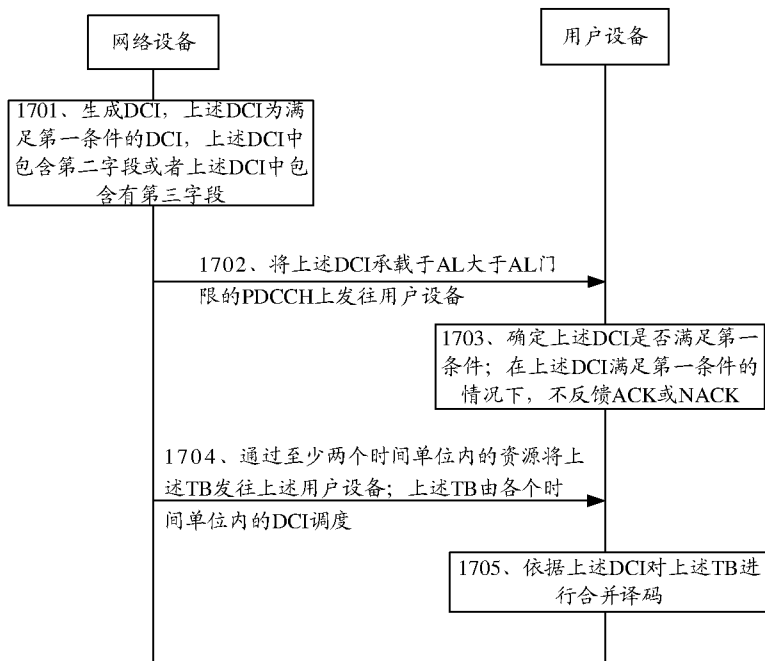 网络设备
用户设备
1701、生成DCI，上述DCI为满
足第一条件的DCI，上述DCI中
包含第二字段或者上述DCI中包
含有第三字段
1702、将上述DCI承载于AL大于AL门
限的PDCCH上发往用户设备
1703、确定上述DCI是否满足第一
条件；在上述DCI满足第一条件的
情况下，不反馈ACK或NACK
1704、通过至少两个时间单位内的资源将上
述TB发往上述用户设备；上述TB由各个时
间单位内的DCI调度
1705、依据上述DCI对上述TB进
行合并译码